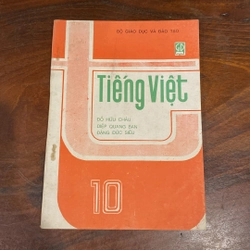 BỘ GIÁO DỤC VÀ ĐÀO TẠO
Tiếng Việt
ĐỖ HỮU CHÂU
DIỆP QUANG BAN
ĐẶNG ĐỨC SIÊU
10